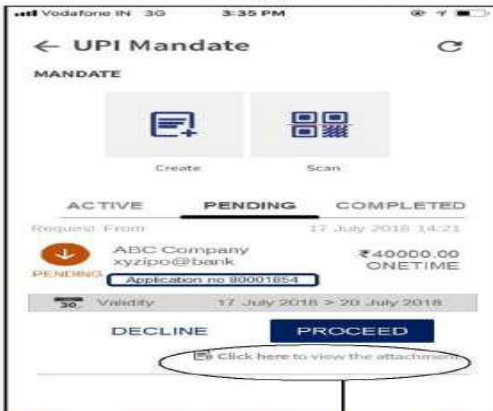 Vodafone IN 3G 3:35 PM
← UPI Mandate
MANDATE
Create Scan
ACTIVE PENDING COMPLETED
Request From 17 July 2018 14:21
ABC Company ₹40000.00
xyzipo@bank ONETIME
PENDING
Application no 80001854
30 Validity 17 July 2018 > 20 July 2018
DECLINE PROCEED
Click here to view the attachment